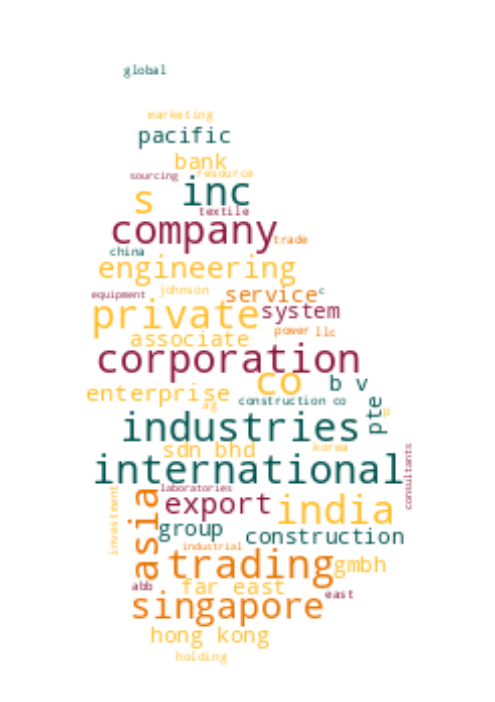 global
marketing
pacific
bank
sourcing resource
s inc
textile
company
trade
china
engineering
equipment johnson service c
private system
associate power llc
corporation
co b v
enterprise construction co
ag p
industries pte
sdn bhd korea
international consultants
laboratories
investment asia export india
group construction
industrial
trading gmbh
abb far east east
singapore
hong kong
holding